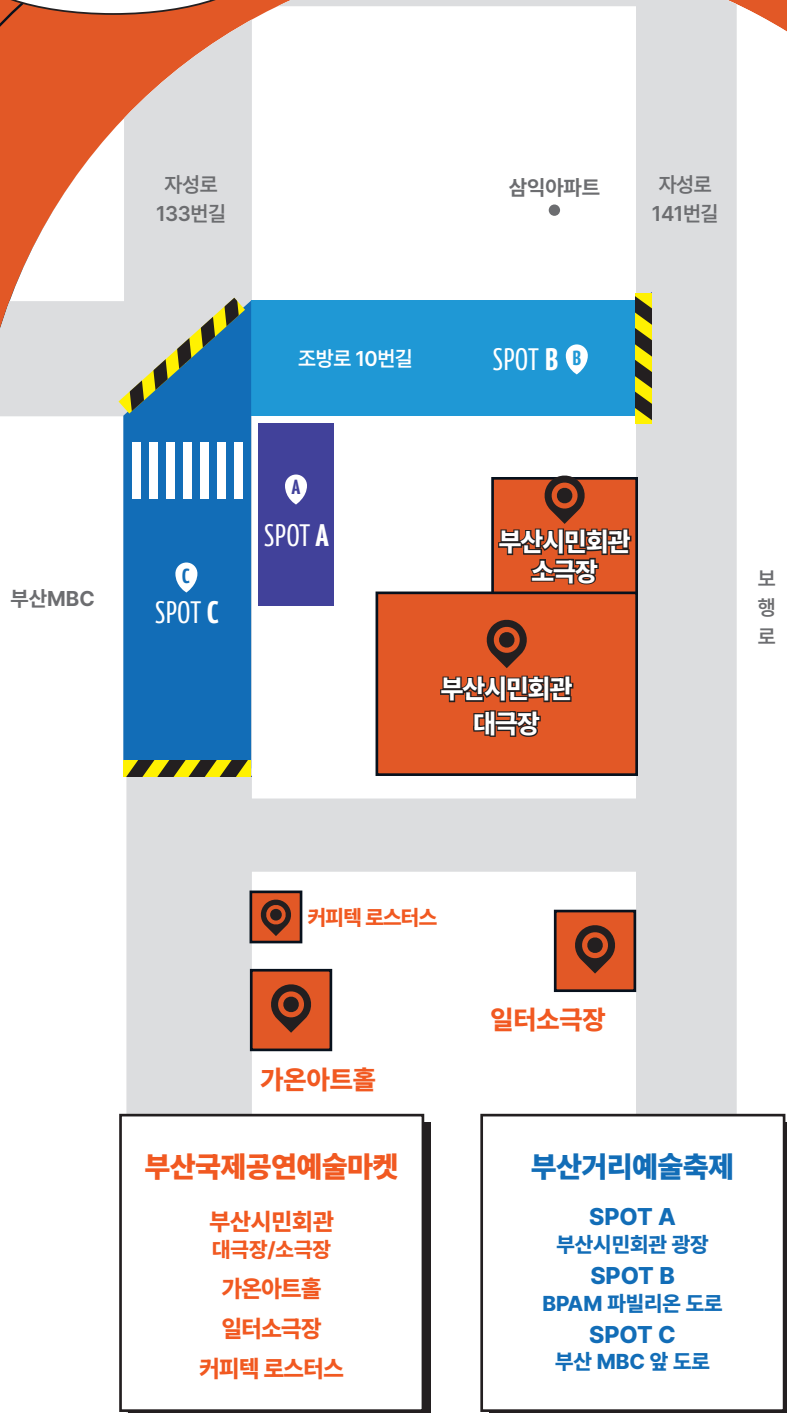 자성로
133번길
삼익아파트
자성로
141번길
조방로 10번길
SPOT B B
A
SPOT A
부산시민회관
소극장
부산MBC
C
SPOT C
보
행
로
부산시민회관
대극장
커피텍 로스터스
일터소극장
가온아트홀
부산국제공연예술마켓
부산시민회관
대극장/소극장
가온아트홀
일터소극장
커피텍 로스터스
부산거리예술축제
SPOT A
부산시민회관 광장
SPOT B
BPAM 파빌리온 도로
SPOT C
부산 MBC 앞 도로